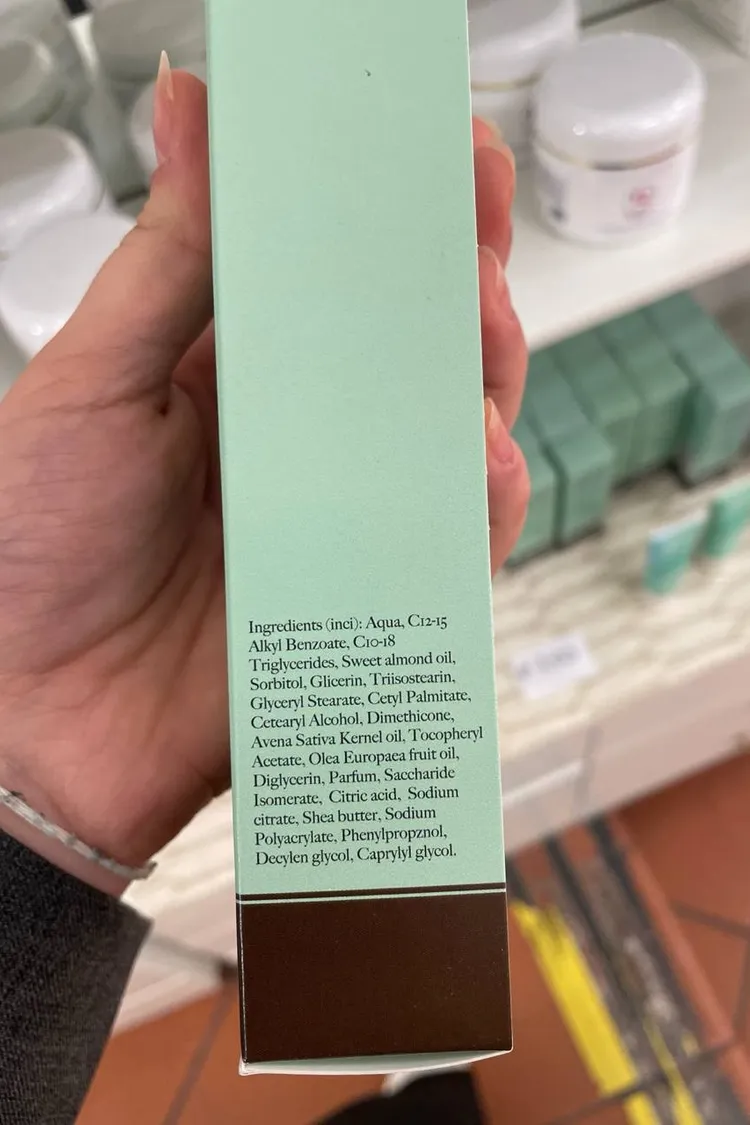 Ingredients (inci): Aqua, C12-15
Alkyl Benzoate, C10-18
Triglycerides, Sweet almond oil,
Sorbitol, Glicerin, Triisostearin,
Glyceryl Stearate, Cetyl Palmitate,
Cetearyl Alcohol, Dimethicone,
Avena Sativa Kernel oil, Tocopheryl
Acetate, Olea Europaea fruit oil,
Diglycerin, Parfum, Saccharide
Isomerate, Citric acid, Sodium
citrate, Shea butter, Sodium
Polyacrylate, Phenylpropznol,
Decylen glycol, Caprylyl glycol.